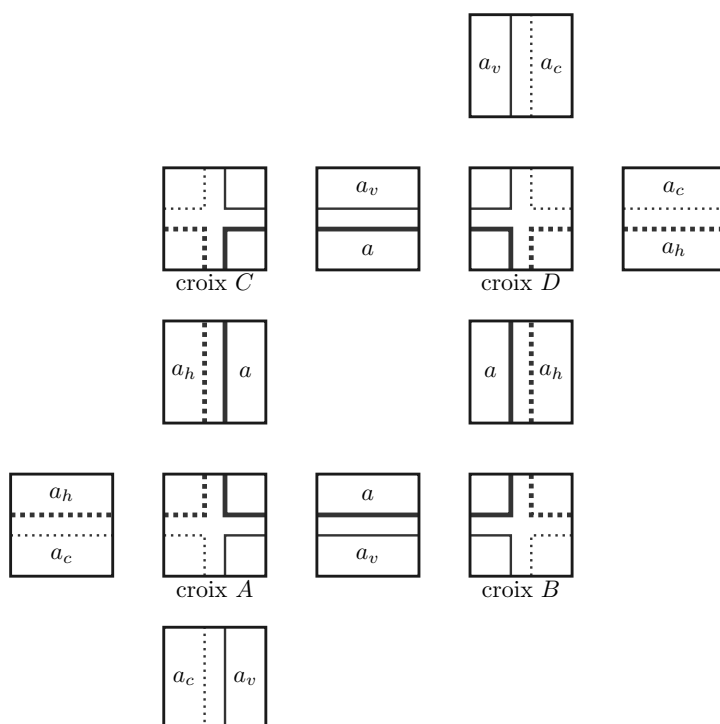 a_v a_c
a_v a_c
a a_h
croix C croix D
a_h a a a_h
a_h a
a_c a_v
croix A croix B
a_c a_v